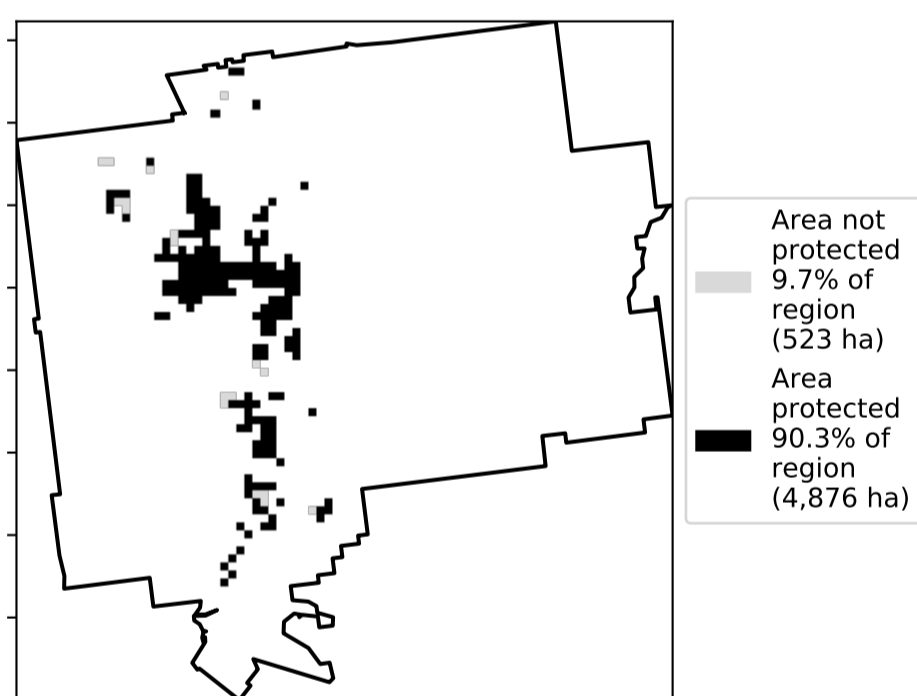 Area not
protected
9.7% of
region
(523 ha)
Area
protected
90.3% of
region
(4,876 ha)